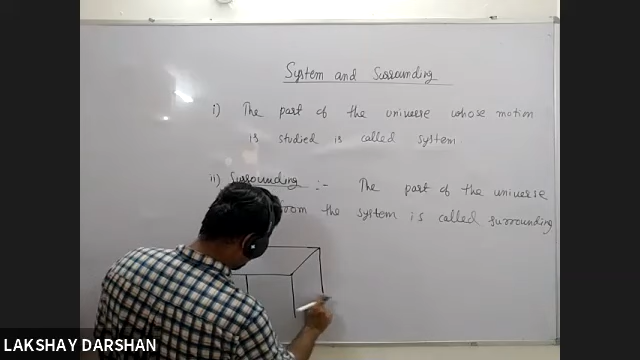 System and Surrounding
i) The part of the universe whose motion
is studied is called system
ii) Surrounding :- The part of the universe
from the system is called surrounding
LAKSHAY DARSHAN